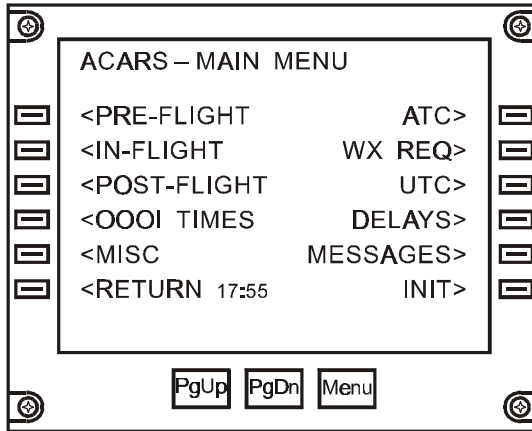 ACARS – MAIN MENU
<PRE-FLIGHT ATC>
<IN-FLIGHT WX REQ>
<POST-FLIGHT UTC>
<OOOI TIMES DELAYS>
<MISC MESSAGES>
<RETURN 17:55 INIT>
PgUp PgDn Menu